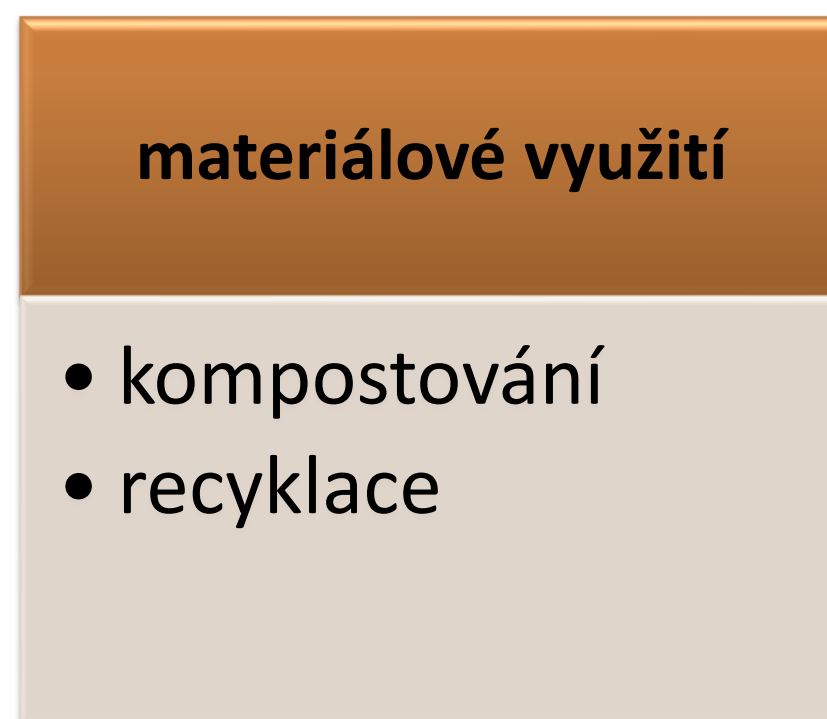 materiálové využití
• kompostování
• recyklace